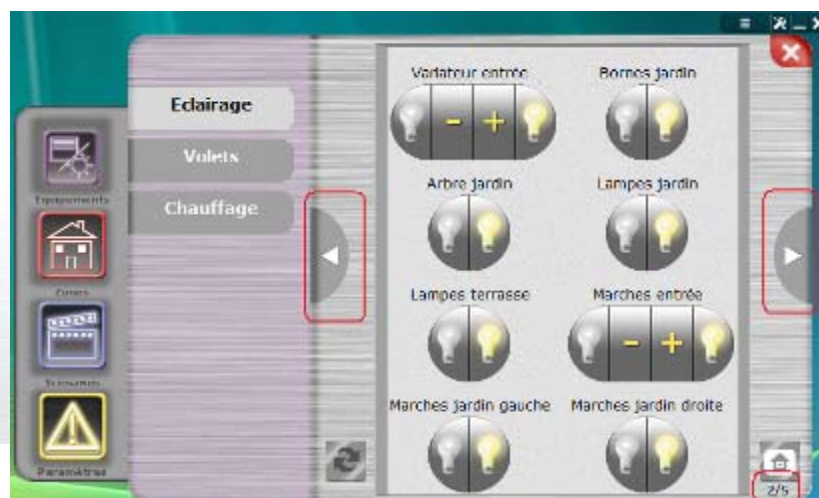 Eclairage
Volets
Chauffage
Equipements
Zones
Scénarios
Paramètres
Variateur entrée
Bornes jardin
Arbre jardin
Lampes jardin
Lampes terrasse
Marches entrée
Marches jardin gauche
Marches jardin droite
2/5